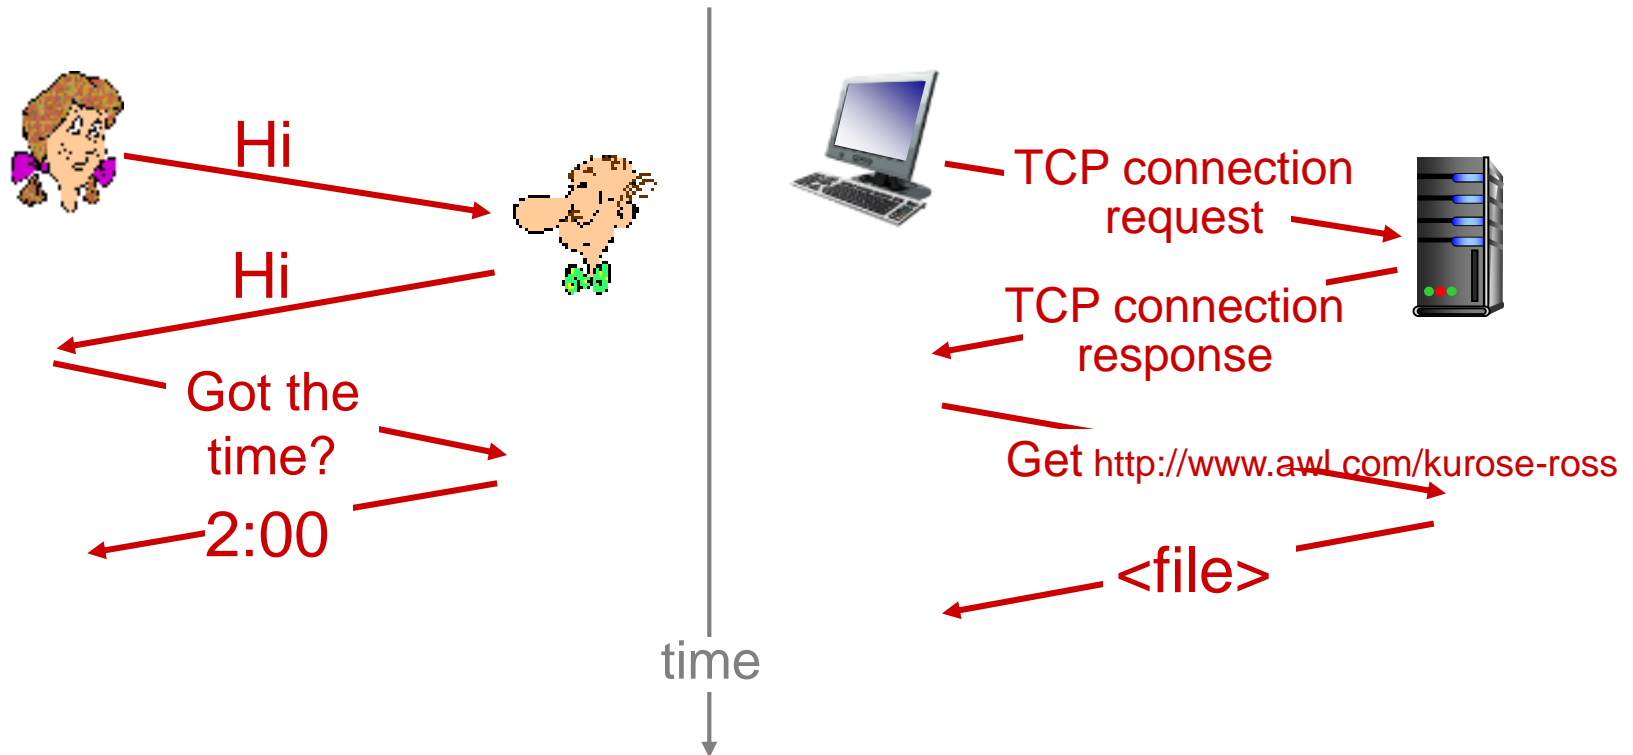 Hi
Hi
Got the
time?
2:00
TCP connection
request
TCP connection
response
Get http://www.awl.com/kurose-ross
<file>
time